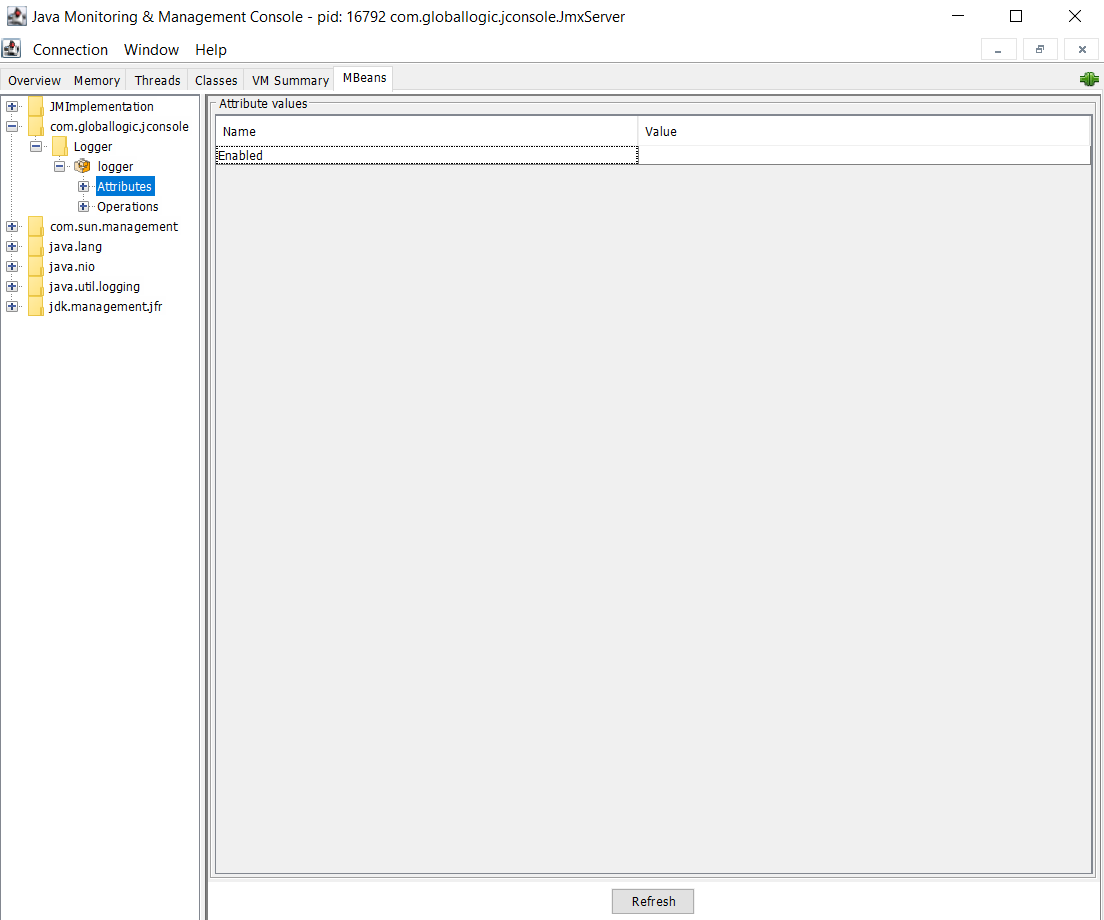 Java Monitoring & Management Console - pid: 16792 com.globallogic.jconsole.JmxServer
Connection Window Help
Overview Memory Threads Classes VM Summary MBeans
JMImplementation
com.globallogic.jconsole
Logger
logger
Attributes
Operations
com.sun.management
java.lang
java.nio
java.util.logging
jdk.management.jfr
Attribute values
Name Value
Enabled
Refresh